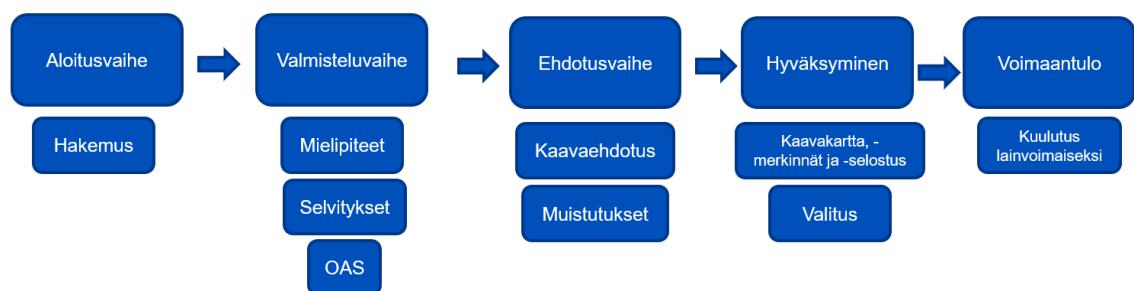 Aloitusvaihe
Valmisteluvaihe
Ehdotusvaihe
Hyväksyminen
Voimaantulo
Hakemus
Mielipiteet
Selvitykset
OAS
Kaavaehdotus
Muistutukset
Kaavakartta, -
merkinnät ja -selostus
Valitus
Kuulutus
lainvoimaiseksi